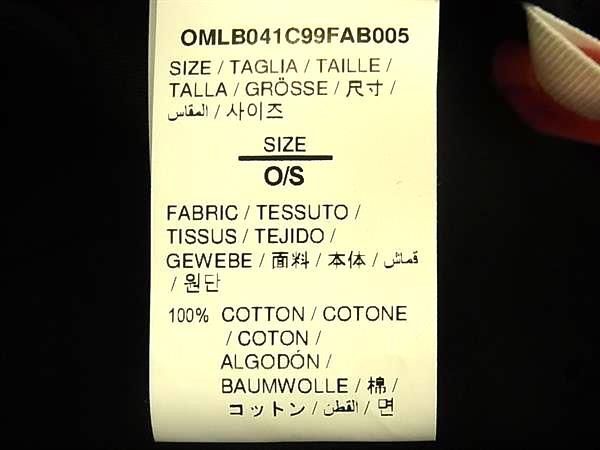 OMLB041C99FAB005
SIZE / TAGLIA / TAILLE /
TALLA / GRÖSSE / 尺寸 /
المقاس / 사이즈
SIZE
O/S
FABRIC / TESSUTO /
TISSUS / TEJIDO /
GEWEBE / 面料 / 本体 / قماش
/ 원단
100% COTTON / COTONE
/ COTON /
ALGODÓN /
BAUMWOLLE / 棉 /
コットン / القطن / 면